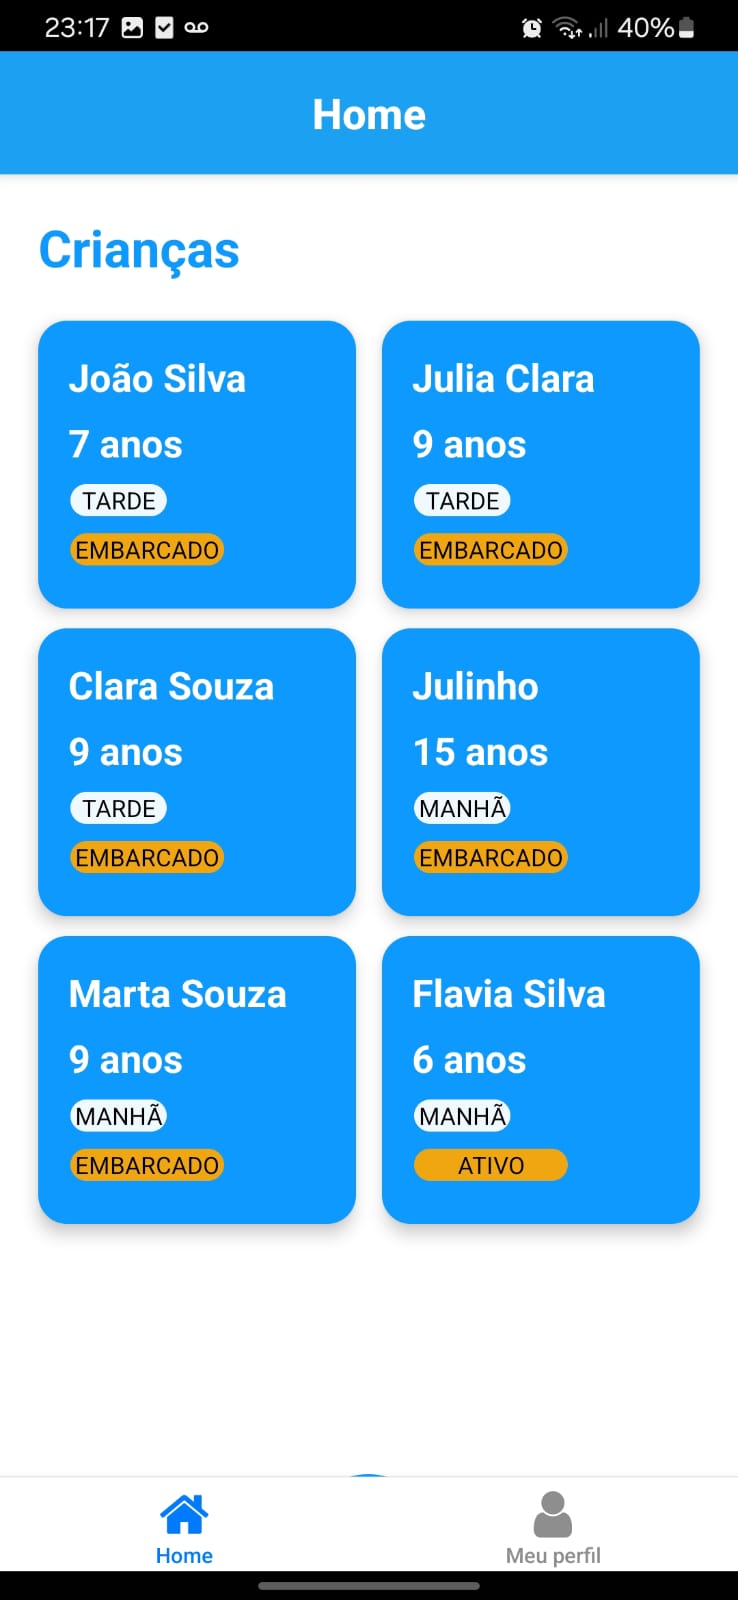 23:17
40%
Home
Crianças
João Silva
7 anos
TARDE
EMBARCADO
Julia Clara
9 anos
TARDE
EMBARCADO
Clara Souza
9 anos
TARDE
EMBARCADO
Julinho
15 anos
MANHÃ
EMBARCADO
Marta Souza
9 anos
MANHÃ
EMBARCADO
Flavia Silva
6 anos
MANHÃ
ATIVO
Home
Meu perfil